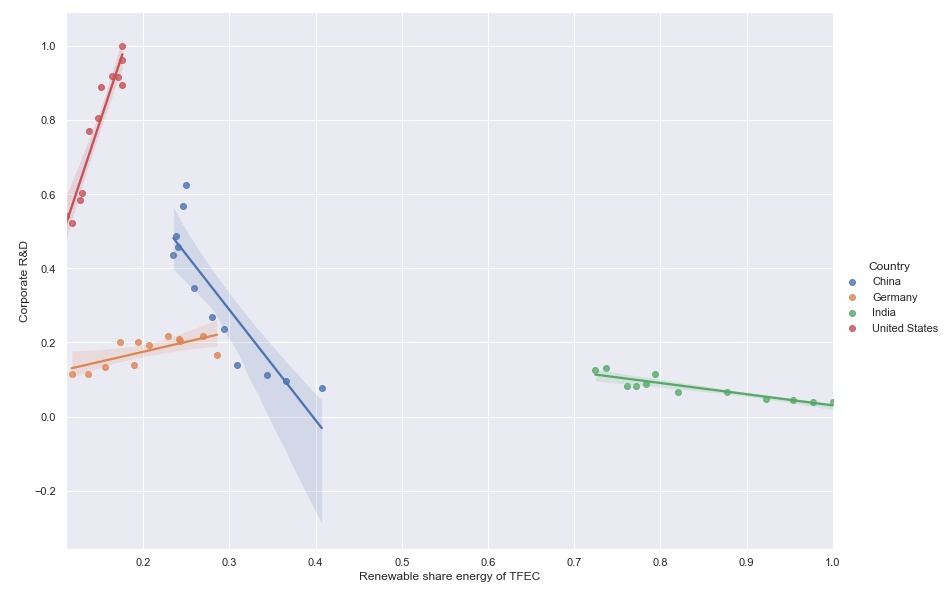 1.0
0.8
0.6
0.4
0.2
0.0
−0.2
Corporate R&D
0.2 0.3 0.4 0.5 0.6 0.7 0.8 0.9 1.0
Renewable share energy of TFEC
Country
China
Germany
India
United States